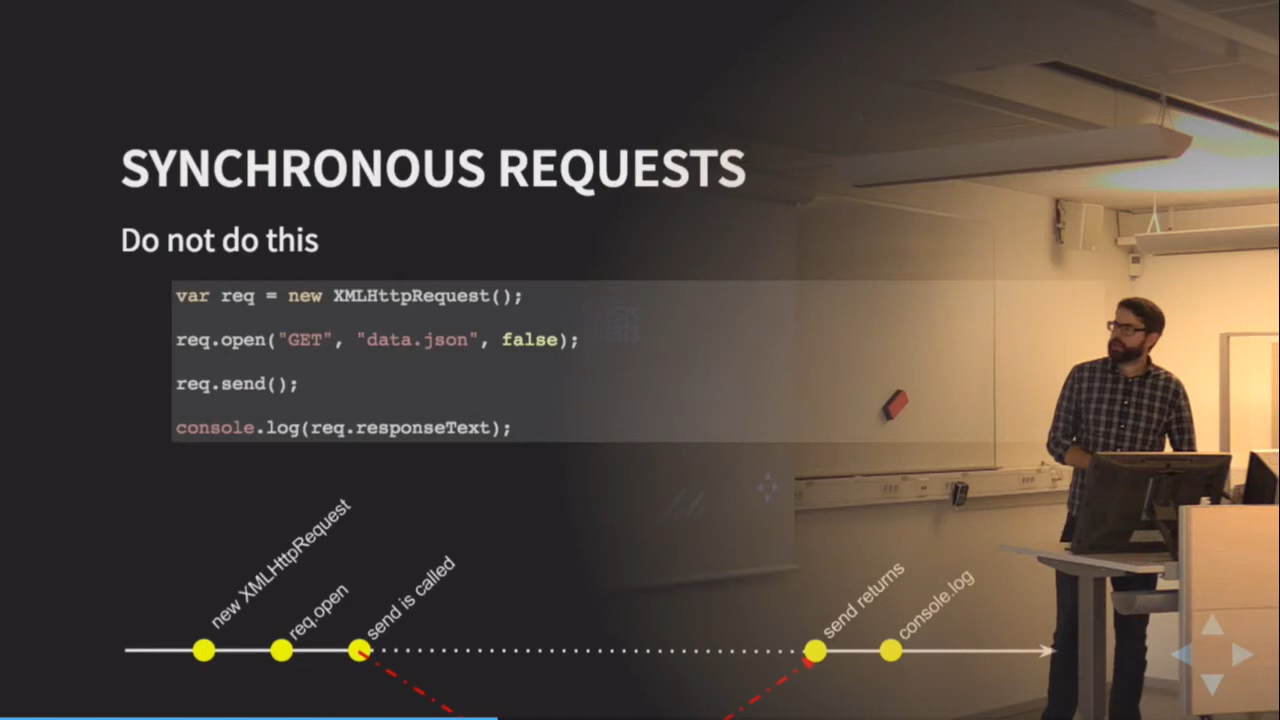 SYNCHRONOUS REQUESTS
Do not do this
var req = new XMLHttpRequest();
req.open("GET", "data.json", false);
req.send();
console.log(req.responseText);
new XMLHttpRequest
req.open
send is called
send returns
console.log